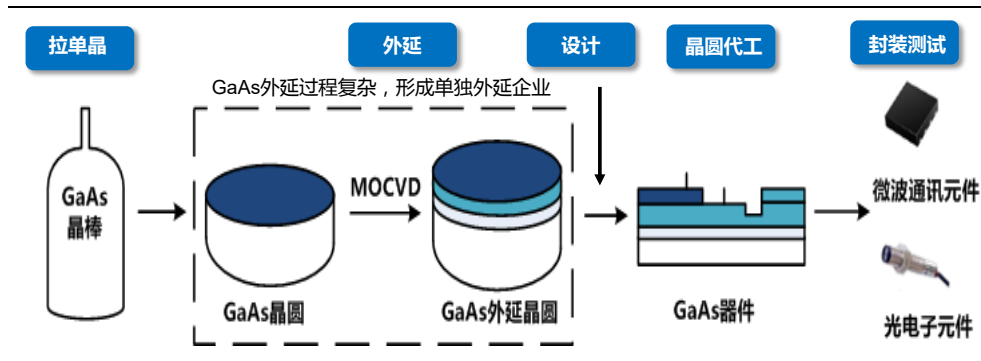 拉单晶
外延
设计
晶圆代工
封装测试
GaAs外延过程复杂，形成单独外延企业
GaAs
晶棒
MOCVD
GaAs晶圆
GaAs外延晶圆
GaAs器件
微波通讯元件
光电子元件